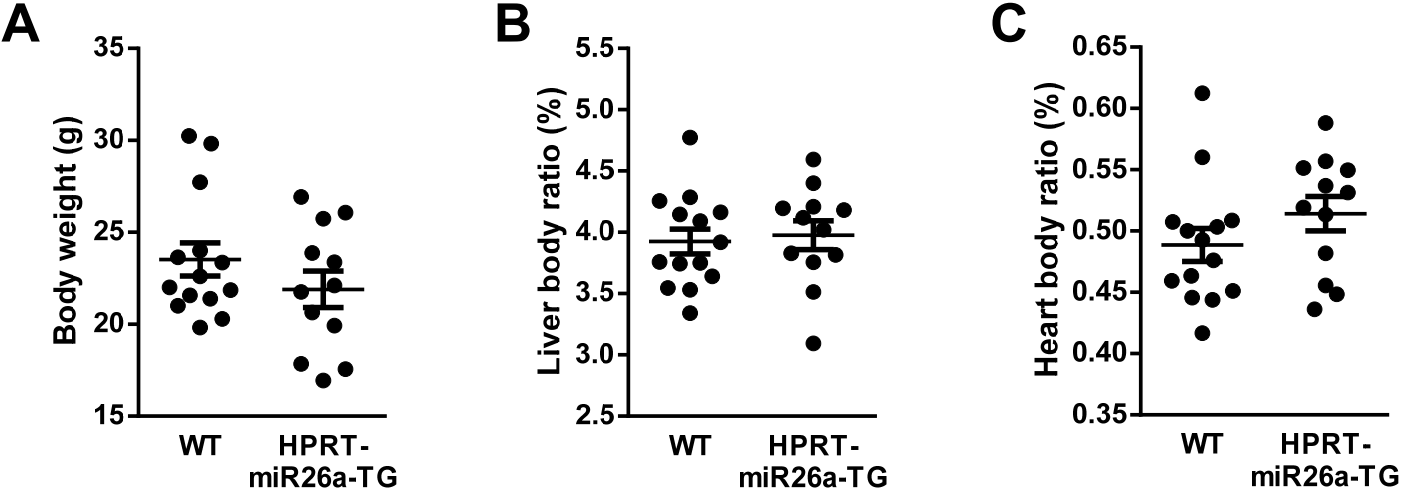 A
Body weight (g)
35
30
25
20
15
WT
HPRT-
miR26a-TG
B
Liver body ratio (%)
5.5
5.0
4.5
4.0
3.5
3.0
2.5
WT
HPRT-
miR26a-TG
C
Heart body ratio (%)
0.65
0.60
0.55
0.50
0.45
0.40
0.35
WT
HPRT-
miR26a-TG